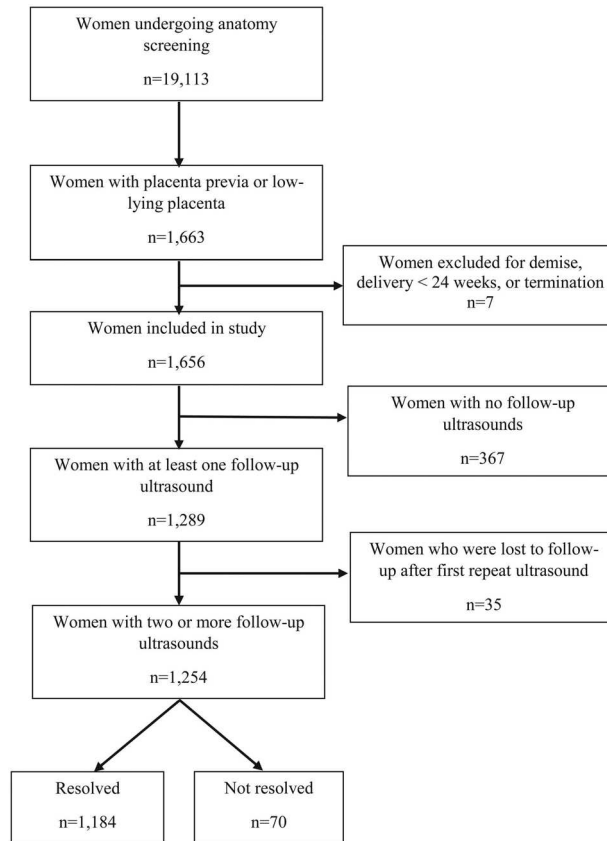 Women undergoing anatomy
screening
n=19,113
Women with placenta previa or low-
lying placenta
n=1,663
Women excluded for demise,
delivery < 24 weeks, or termination
n=7
Women included in study
n=1,656
Women with no follow-up
ultrasounds
n=367
Women with at least one follow-up
ultrasound
n=1,289
Women who were lost to follow-
up after first repeat ultrasound
n=35
Women with two or more follow-up
ultrasounds
n=1,254
Resolved
n=1,184
Not resolved
n=70